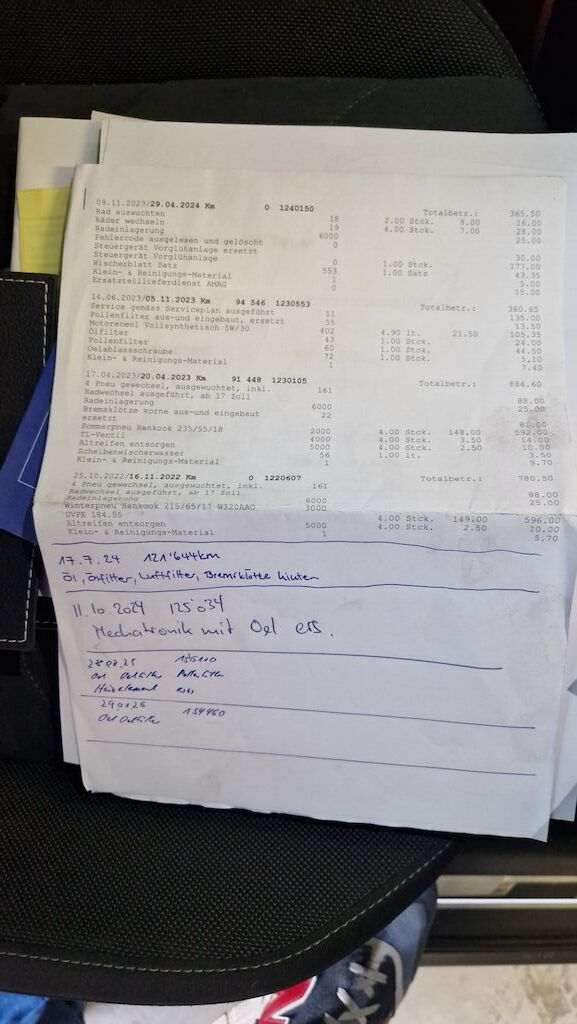 09.11.2023/29.04.2024 Km 0 1240150 Totalbetr.: 365.50
Rad auswuchten 18 2.00 Stck. 8.00 16.00
Räder wechseln 19 4.00 Stck. 7.00 28.00
Radeinlagerung 6000 25.00
Fehlercode ausgelesen und gelöscht 0
Steuergerät Vorglühanlage ersetzt 30.00
Steuergerät Vorglühanlage 0 1.00 Stck. 177.00
Wischerblatt Satz 553 1.00 Satz 43.35
Klein- & Reinigungs-Material 1 5.00
Ersatzteillieferdienst AMAG 0 15.00
14.06.2023/05.11.2023 Km 94 546 1230553 Totalbetr.: 360.65
Service gemäss Serviceplan ausgeführt 11 135.00
Pollenfilter aus-und eingebaut, ersetzt 55 13.50
Motorenoel Vollsynthetisch 5W/30 402 4.90 lt. 21.50 105.35
Ölfilter 43 1.00 Stck. 24.00
Pollenfilter 60 1.00 Stck. 44.50
Oelablassschraube 72 1.00 Stck. 5.10
Klein- & Reinigungs-Material 1 7.40
17.04.2023/20.04.2023 Km 91 448 1230105 Totalbetr.: 886.60
4 Pneu gewechsel, ausgewuchtet, inkl. 161
Radwechsel ausgeführt, ab 17 Zoll 88.00
Radeinlagerung 6000 25.00
Bremsklötze vorne aus-und eingebaut 22
ersetzt 81.00
Sommerpneu Hankook 235/55/18 2000 4.00 Stck. 148.00 592.00
TL-Ventil 4000 4.00 Stck. 3.50 14.00
Altreifen entsorgen 5000 4.00 Stck. 2.50 10.00
Scheibenwischerwasser 56 1.00 lt. 3.50
Klein- & Reinigungs-Material 1 9.70
25.10.2022/16.11.2022 Km 0 1220607 Totalbetr.: 780.50
4 Pneu gewechsel, ausgewuchtet, inkl. 161
Radwechsel ausgeführt, ab 17 Zoll 88.00
Radeinlagerung 6000 25.00
Winterpneu Hankook 215/65/17 W320AAO 3000
UVPE 184.55 4.00 Stck. 149.00 596.00
Altreifen entsorgen 5000 4.00 Stck. 2.50 10.00
Klein- & Reinigungs-Material 1 5.70
17.7.24 121'644km
Öl, Ölfilter, Luftfilter, Bremsklötze hinten
11.10.2024 125'034
Mechatronik mit Oel ers.
Oel Oelfilter
Heizelement ers
29.01.26 154460
Oel Oelfilter